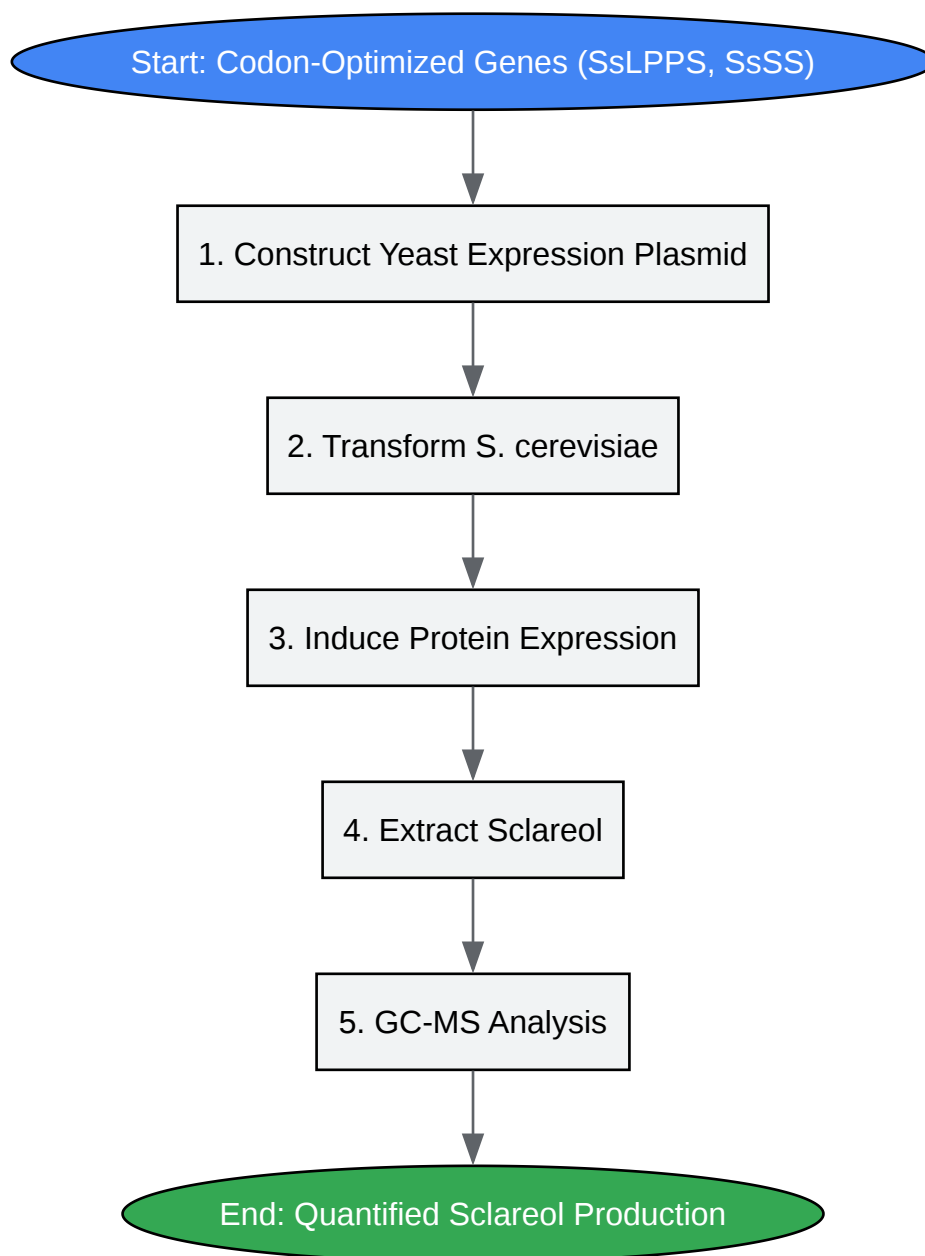 Start: Codon-Optimized Genes (SsLPPS, SsSS)
1. Construct Yeast Expression Plasmid
2. Transform S. cerevisiae
3. Induce Protein Expression
4. Extract Sclareol
5. GC-MS Analysis
End: Quantified Sclareol Production